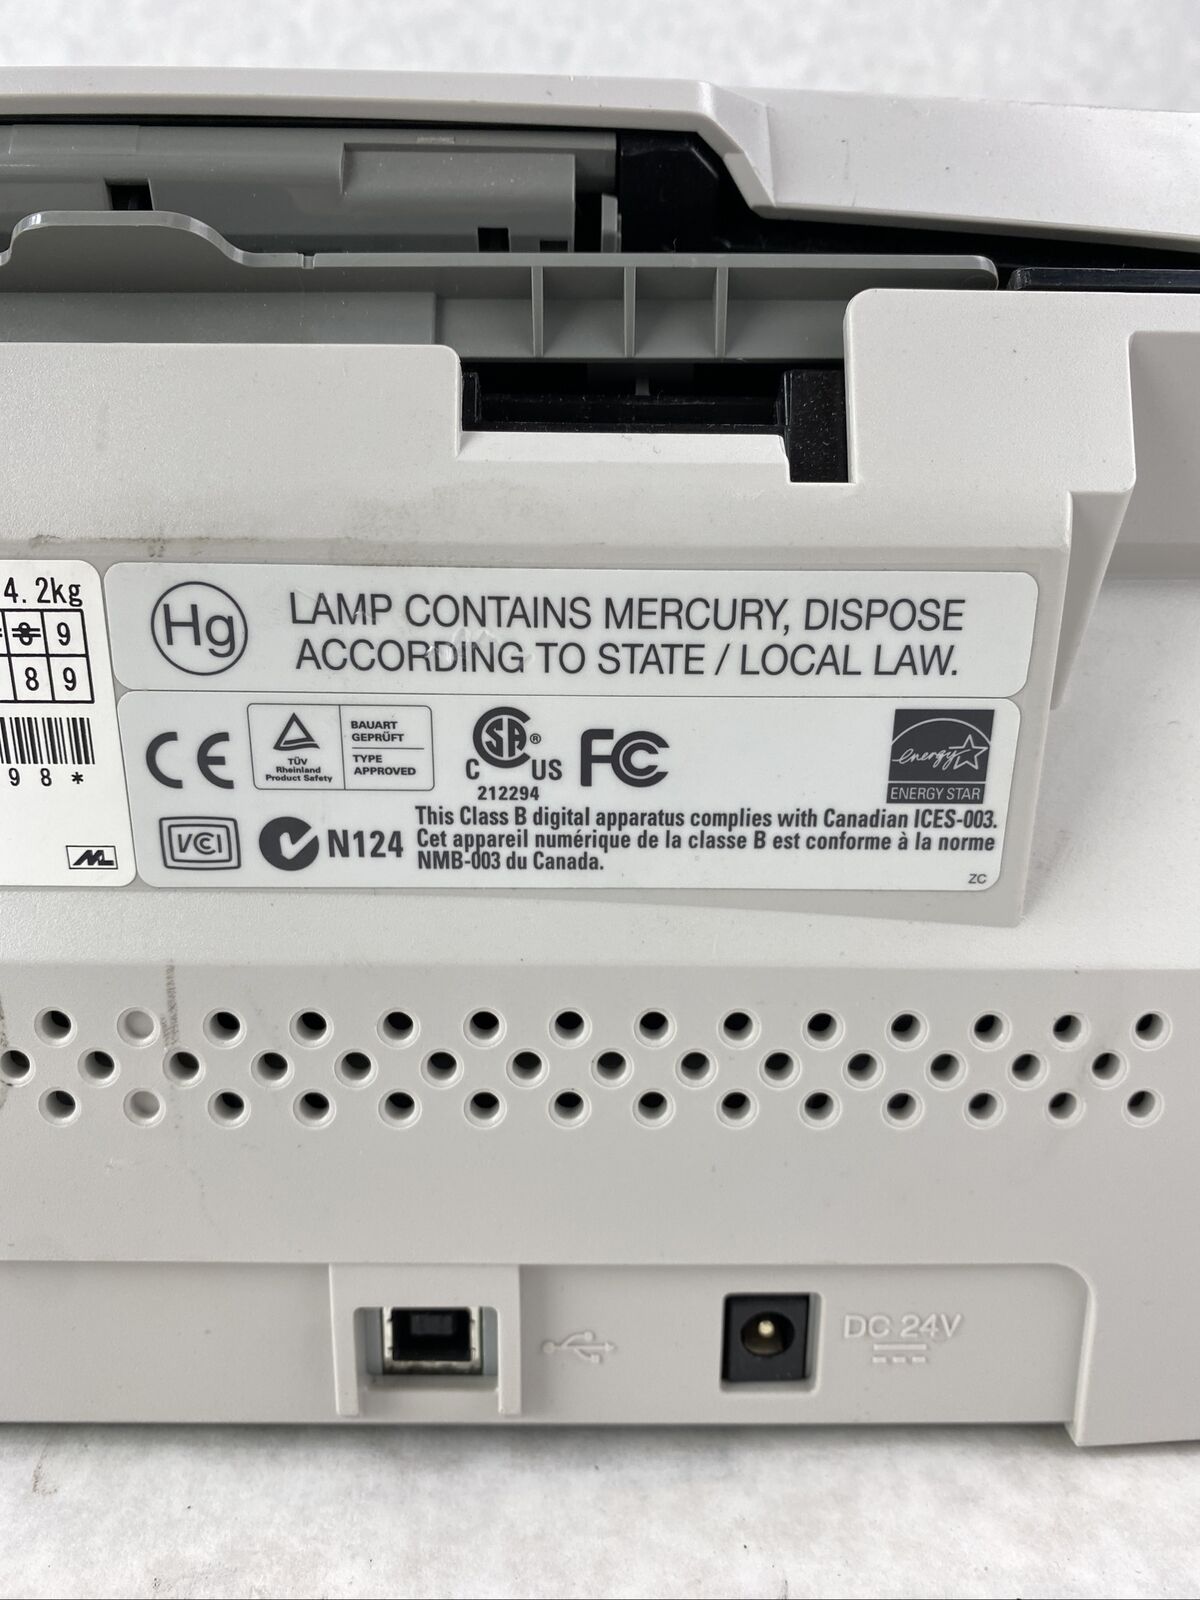 4.2kg
8 9
8 9
98*
Hg
LAMP CONTAINS MERCURY, DISPOSE
ACCORDING TO STATE / LOCAL LAW.
CE
TÜV
Rheinland
Product Safety
BAUART
GEPRÜFT
TYPE
APPROVED
C SA ® US
212294
FC
energy
ENERGY STAR
VCI
N124
This Class B digital apparatus complies with Canadian ICES-003.
Cet appareil numérique de la classe B est conforme à la norme
NMB-003 du Canada.
ZC
DC 24V